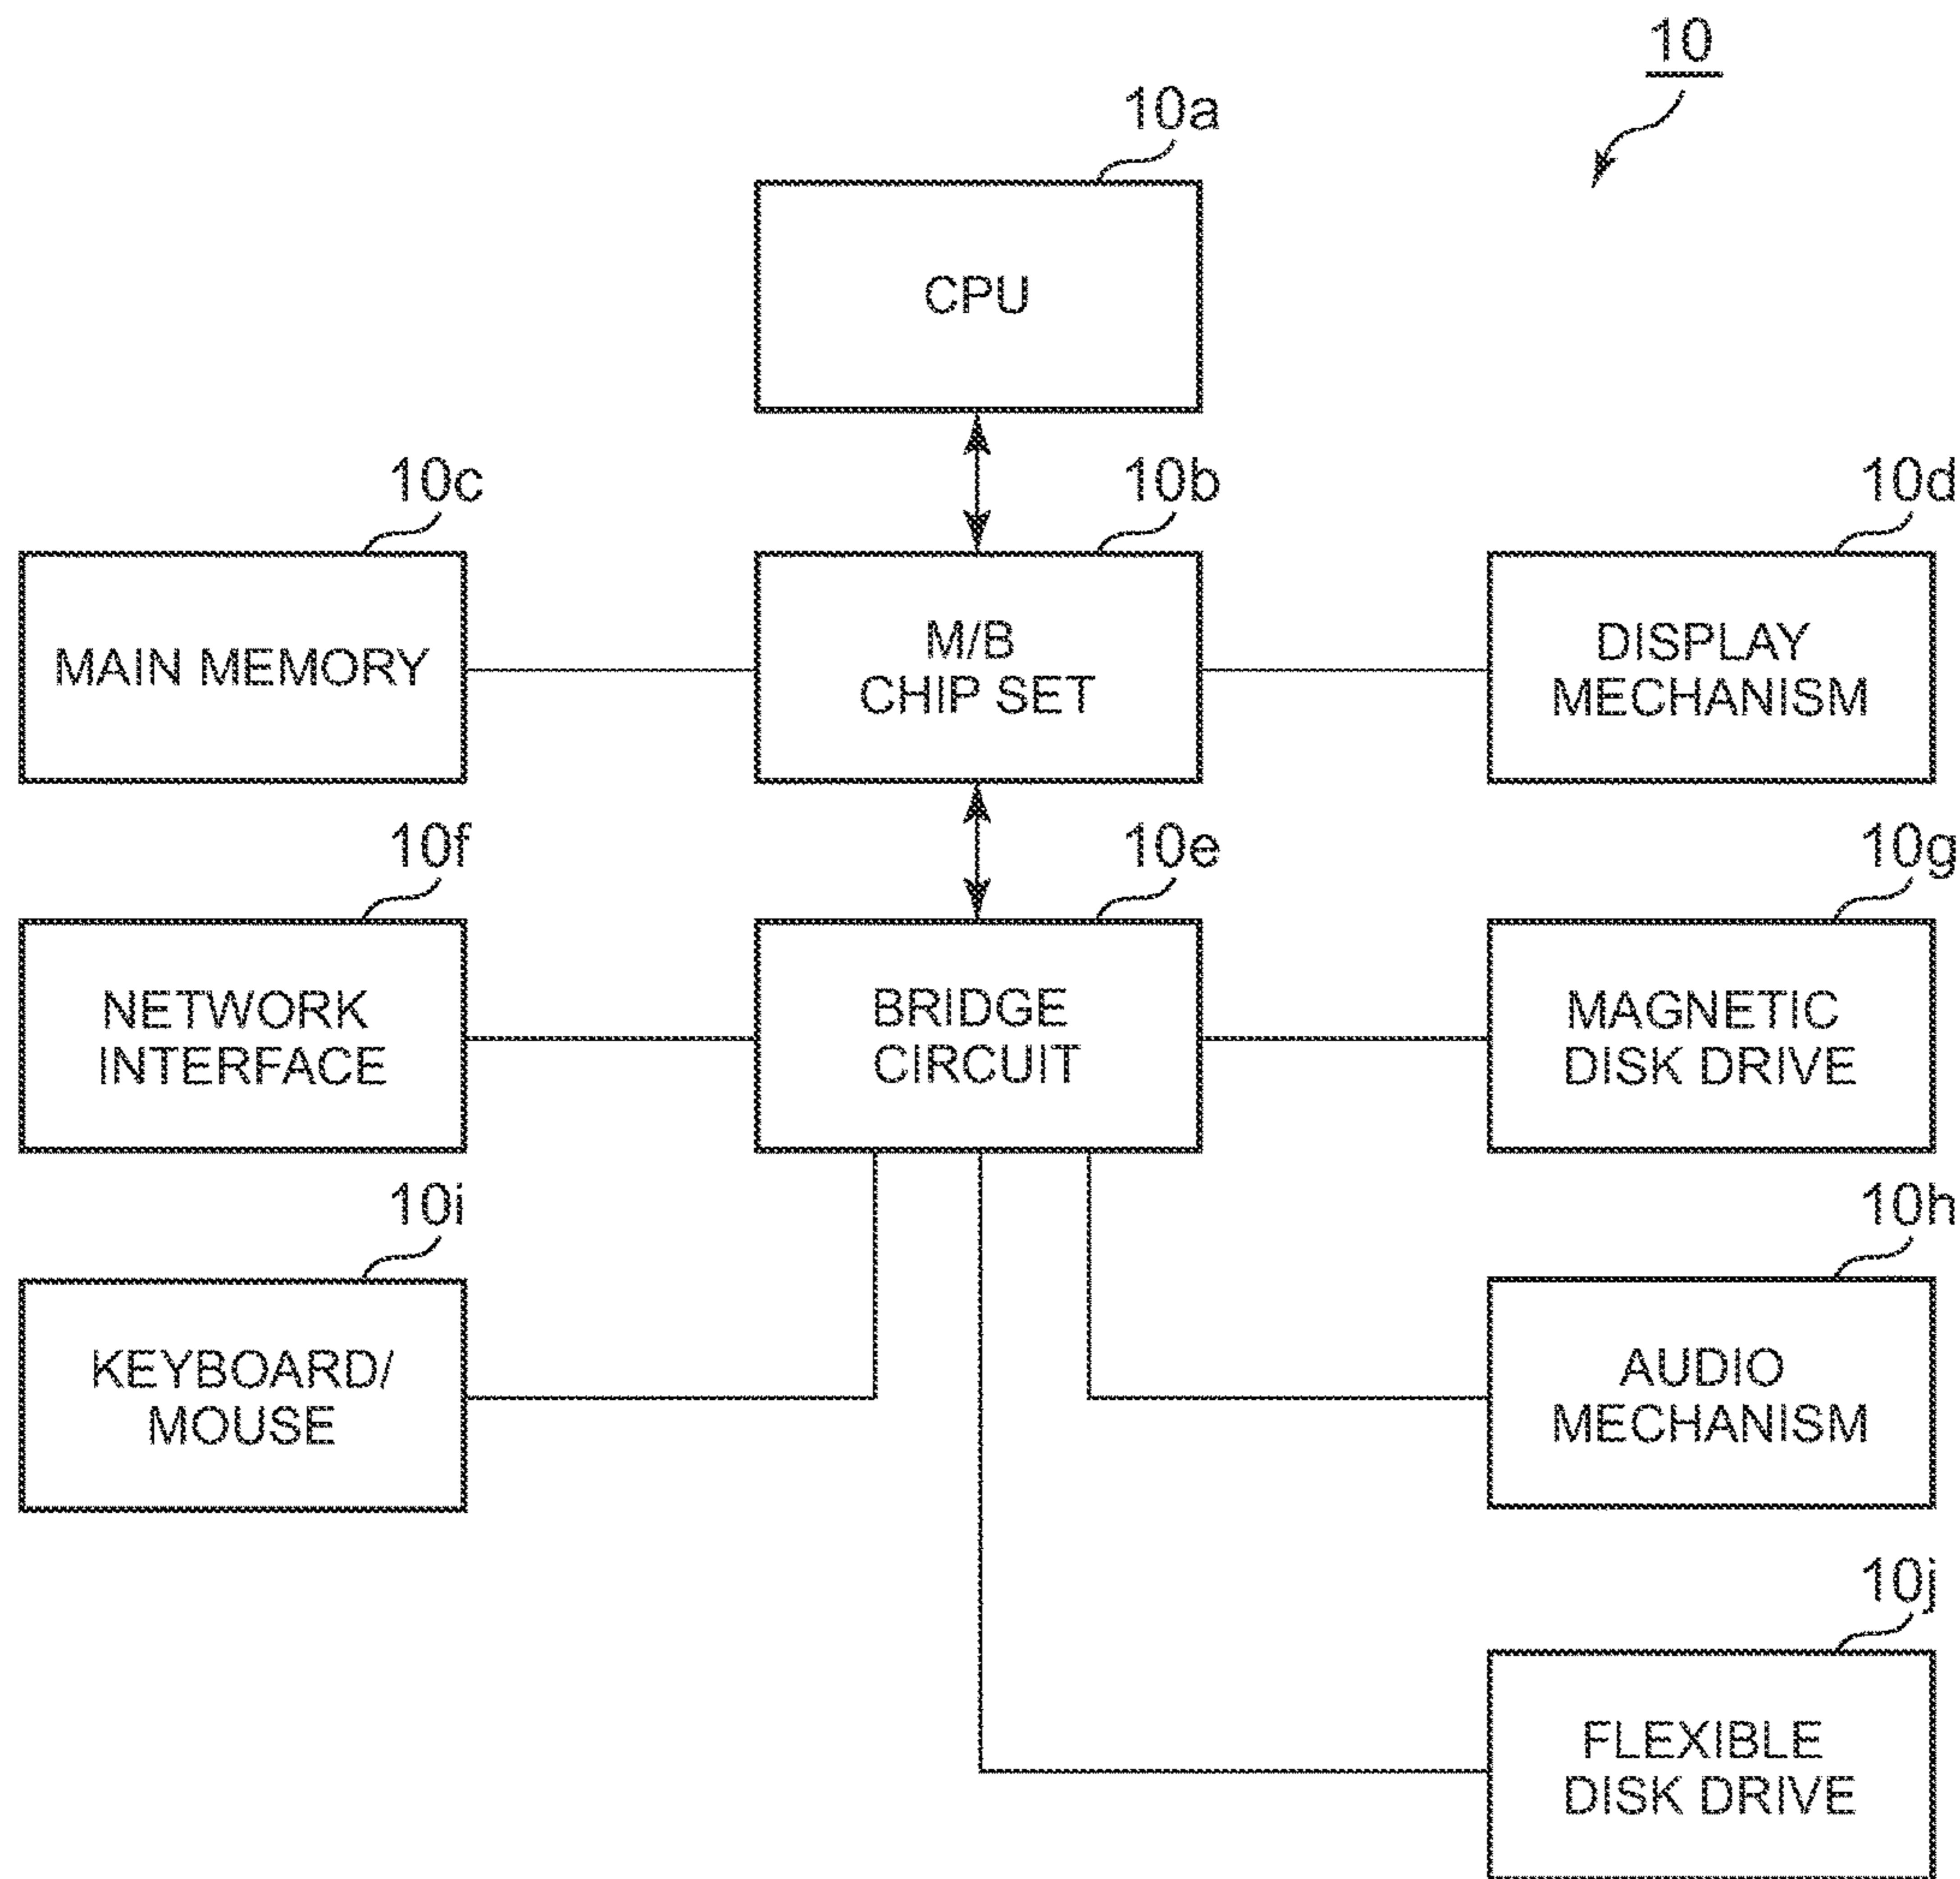 10
10a
CPU
10c
10b
10d
MAIN MEMORY
M/B
CHIP SET
DISPLAY
MECHANISM
10f
10e
10g
NETWORK
INTERFACE
BRIDGE
CIRCUIT
MAGNETIC
DISK DRIVE
10i
10h
KEYBOARD/
MOUSE
AUDIO
MECHANISM
10j
FLEXIBLE
DISK DRIVE